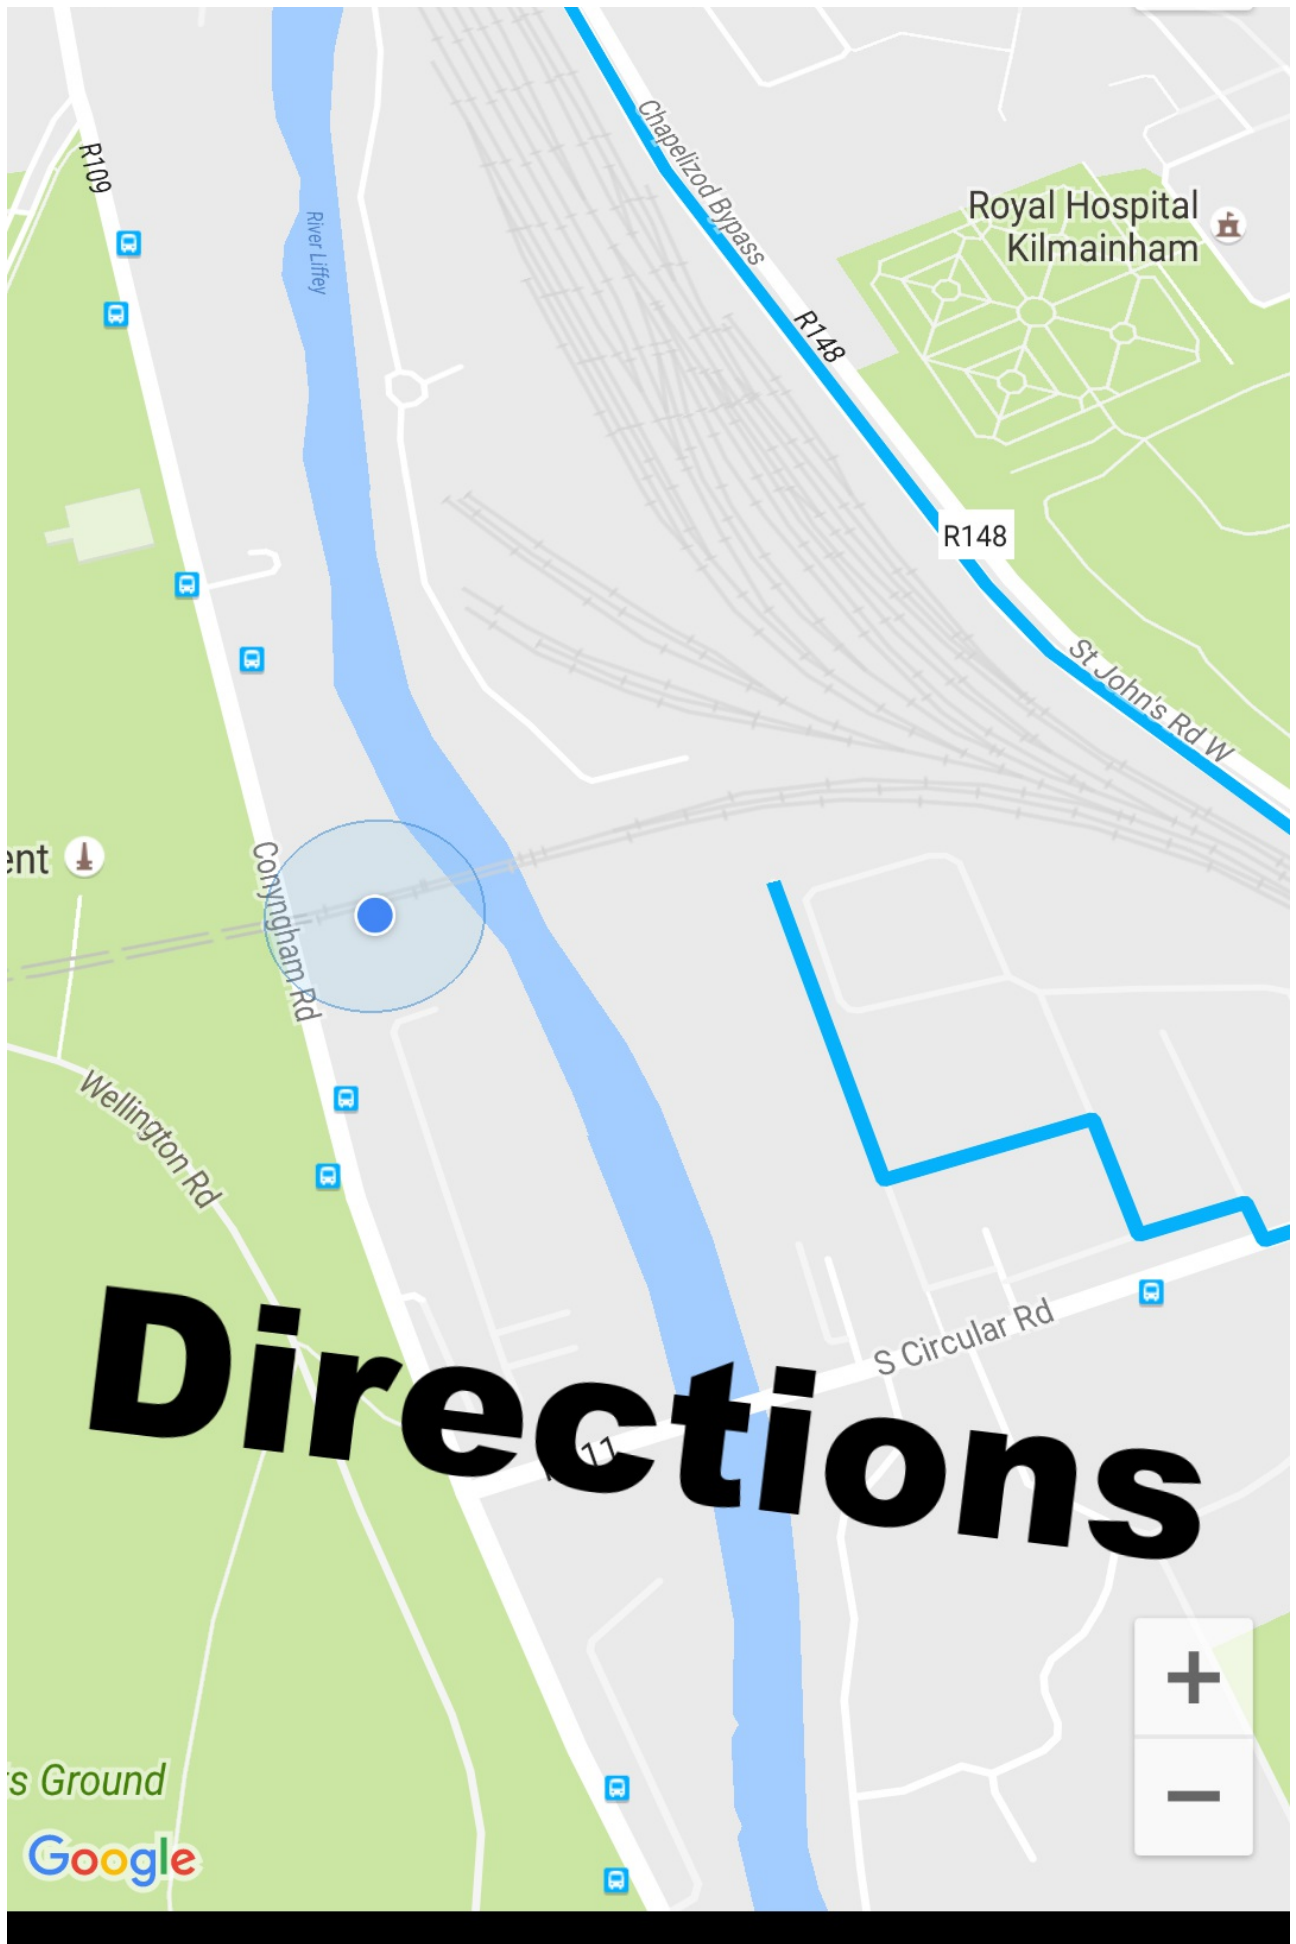 R109
River Liffey
Chapelizod Bypass
Royal Hospital
Kilmainham
R148
R148
St John's Rd W
ent
Conyngham Rd
Wellington Rd
S Circular Rd
Directions
s Ground
Google